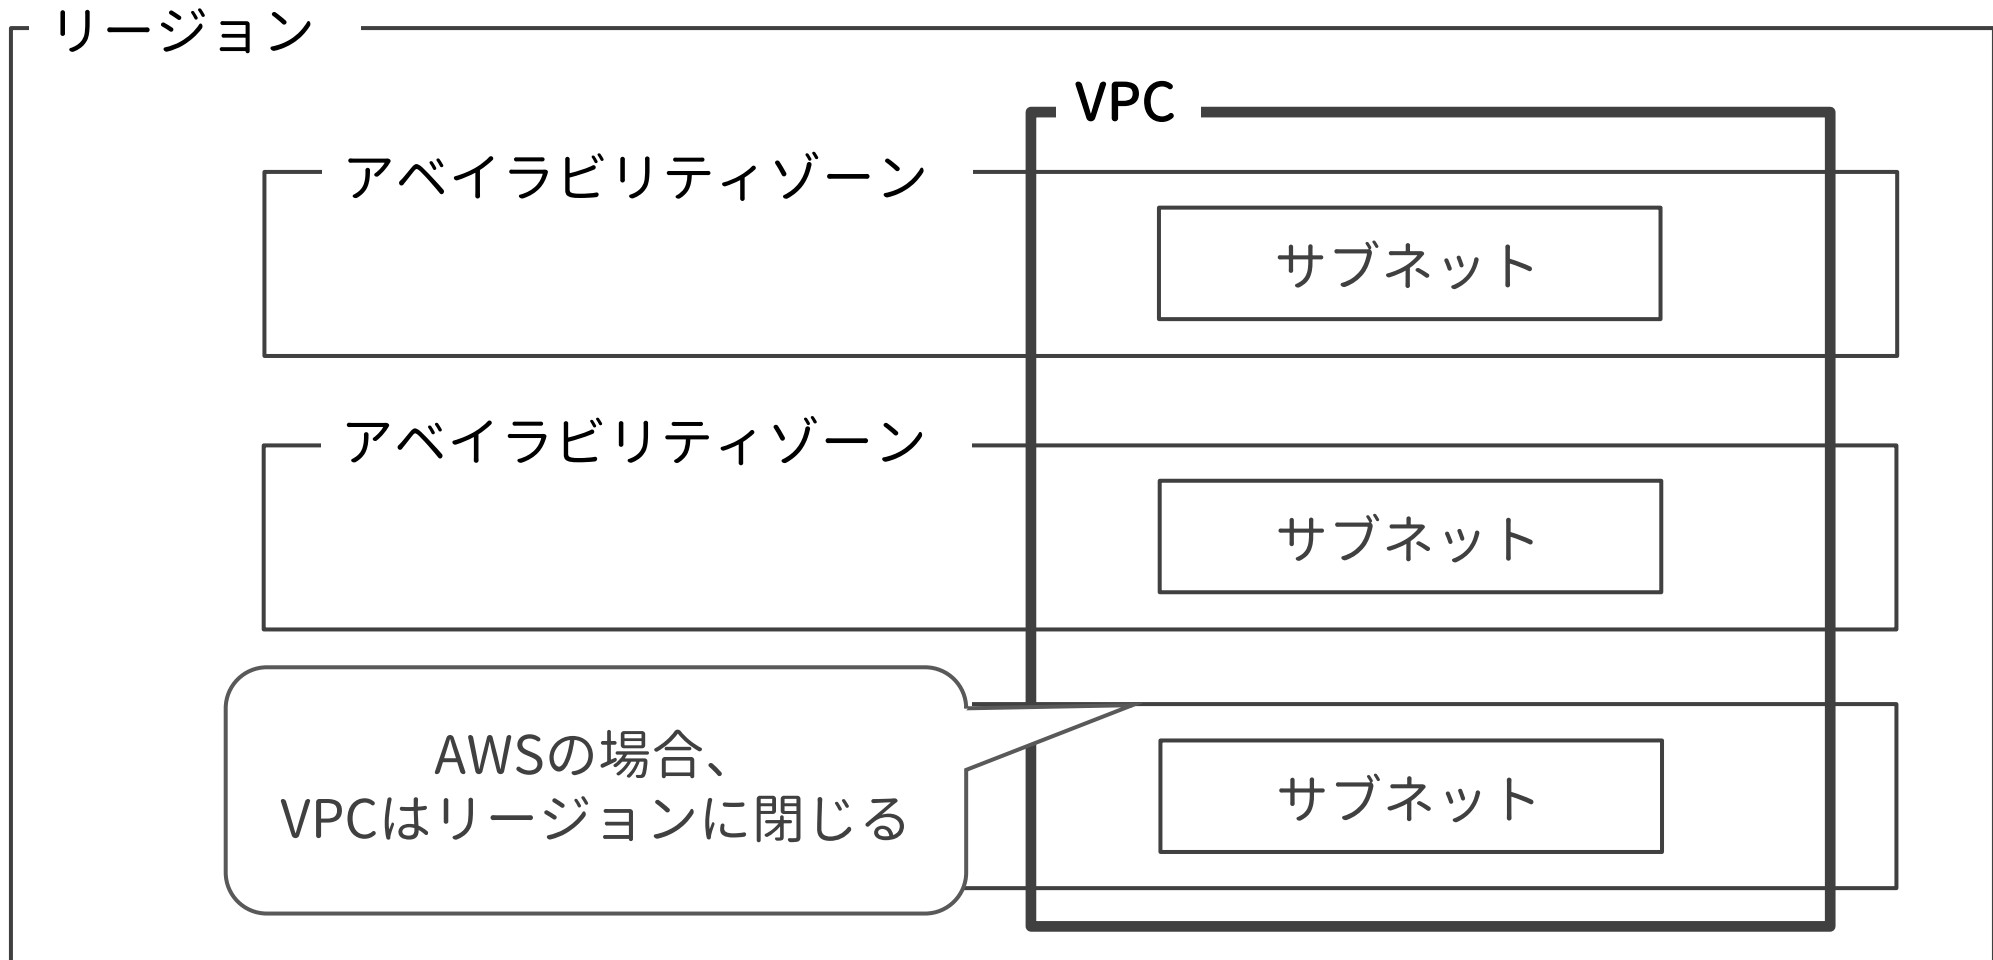 リージョン
VPC
アベイラビリティゾーン
サブネット
アベイラビリティゾーン
サブネット
AWSの場合、
VPCはリージョンに閉じる
サブネット